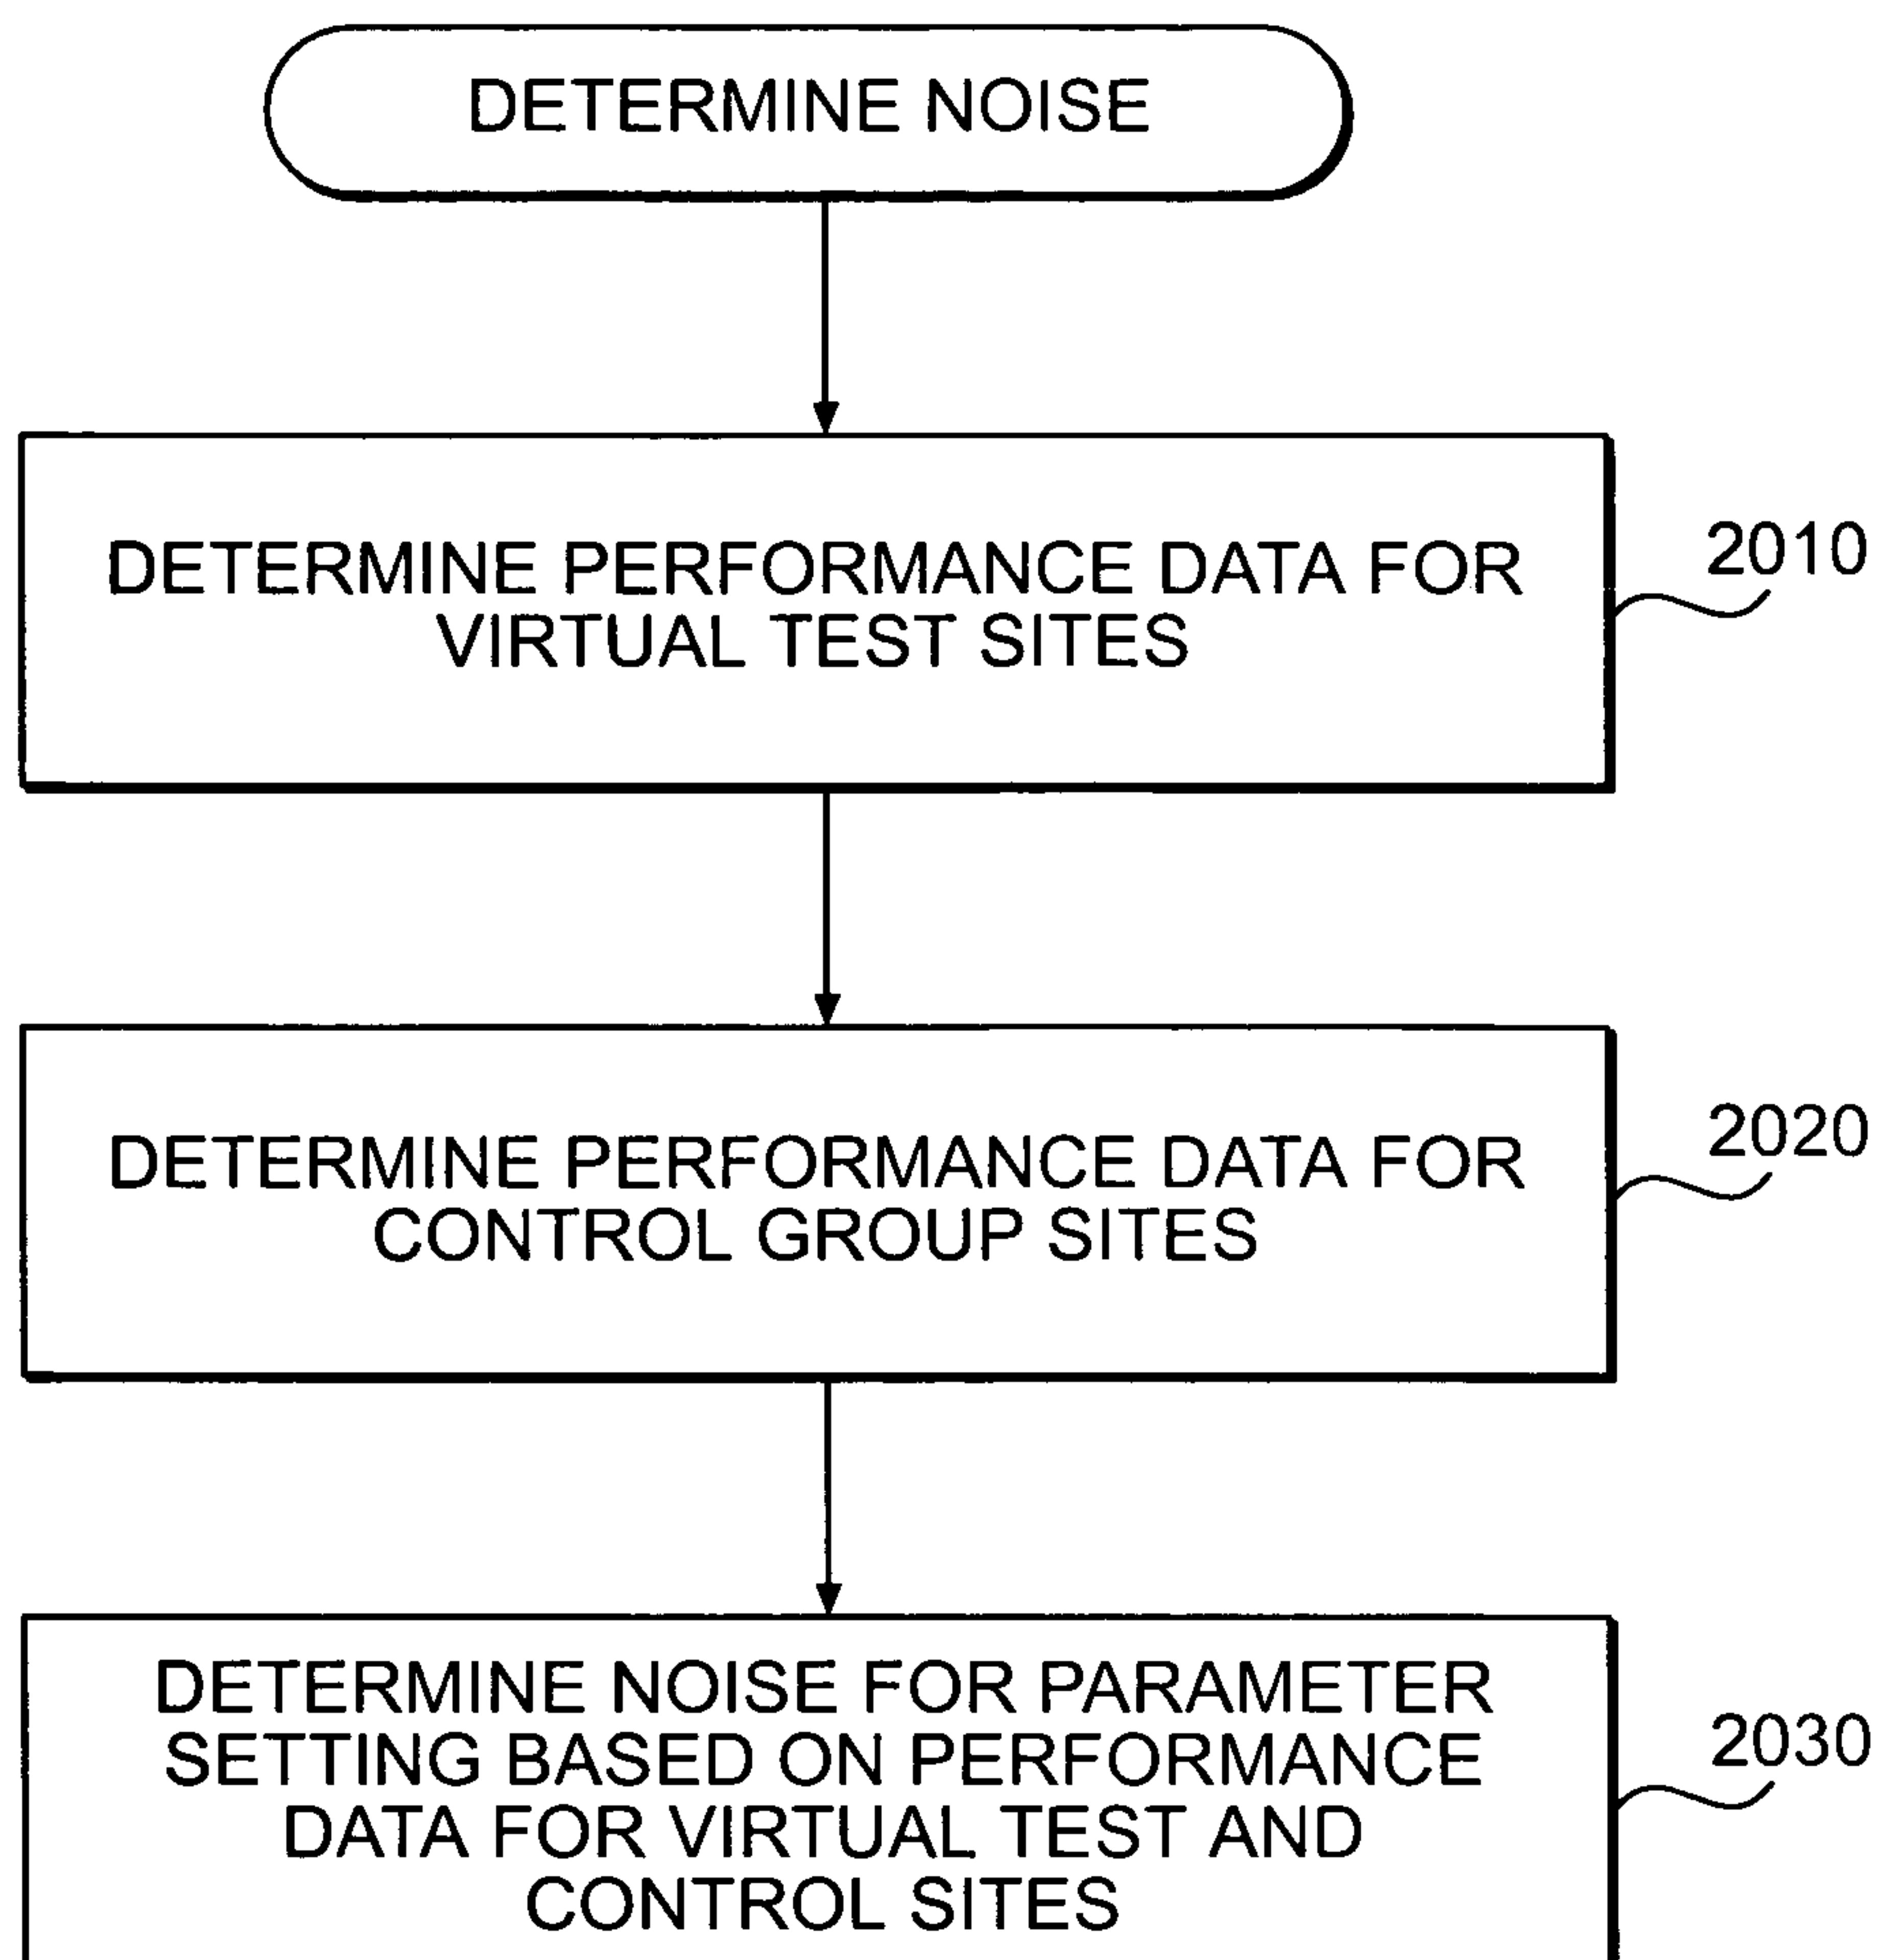 DETERMINE NOISE
DETERMINE PERFORMANCE DATA FOR
VIRTUAL TEST SITES
2010
DETERMINE PERFORMANCE DATA FOR
CONTROL GROUP SITES
2020
DETERMINE NOISE FOR PARAMETER
SETTING BASED ON PERFORMANCE
DATA FOR VIRTUAL TEST AND
CONTROL SITES
2030